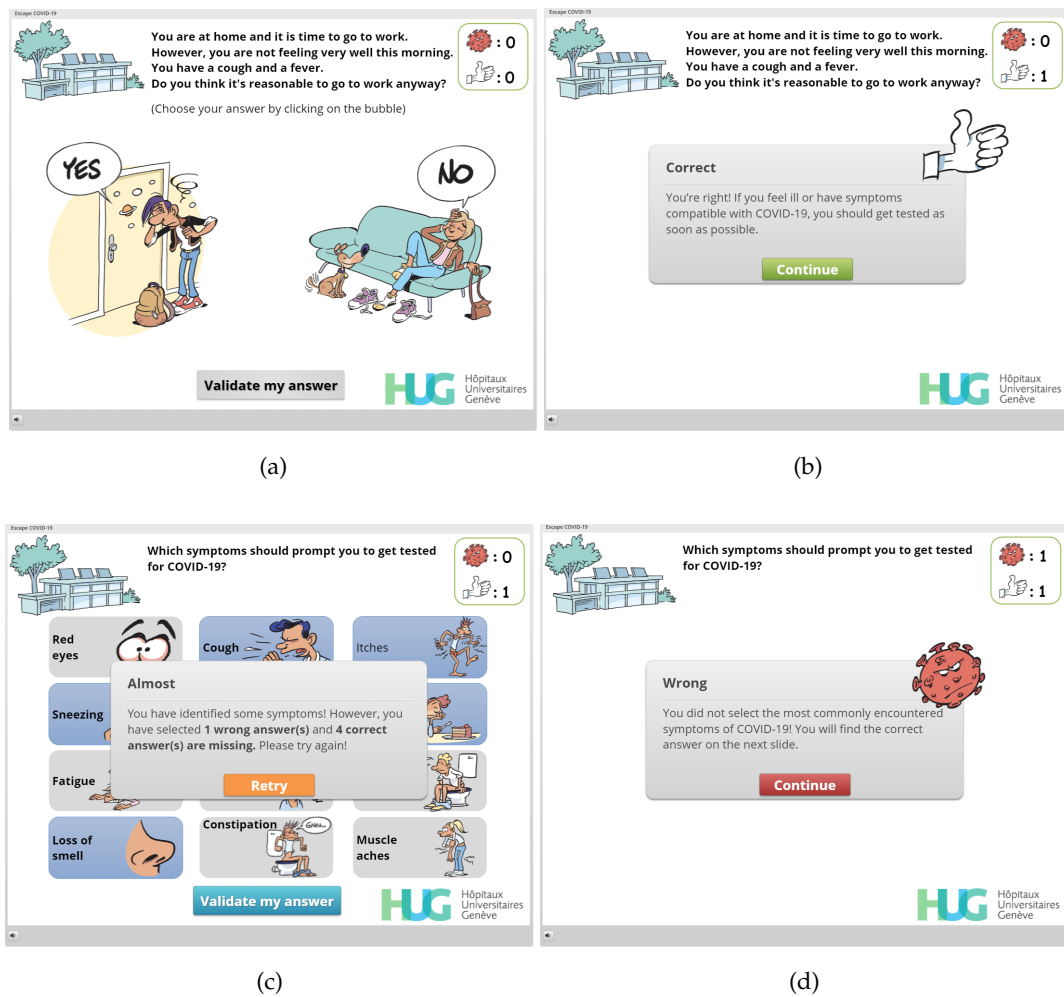 Escape COVID-19
You are at home and it is time to go to work.
However, you are not feeling very well this morning.
You have a cough and a fever.
Do you think it's reasonable to go to work anyway?
(Choose your answer by clicking on the bubble)
: 0
: 0
YES
NO
Validate my answer
HUG
Hôpitaux
Universitaires
Genève
(a)
You are at home and it is time to go to work.
However, you are not feeling very well this morning.
You have a cough and a fever.
Do you think it's reasonable to go to work anyway?
: 0
: 1
Escape COVID-19
Correct
You're right! If you feel ill or have symptoms
compatible with COVID-19, you should get tested as
soon as possible.
Continue
HUG
Hôpitaux
Universitaires
Genève
(b)
Escape COVID-19
Which symptoms should prompt you to get tested
for COVID-19?
: 0
: 1
Red
eyes
Cough
Itches
Sneezing
Almost
You have identified some symptoms! However, you
have selected 1 wrong answer(s) and 4 correct
answer(s) are missing. Please try again!
Retry
Fatigue
Loss of
smell
Constipation
GNN...
Muscle
aches
Validate my answer
HUG
Hôpitaux
Universitaires
Genève
(c)
Escape COVID-19
Which symptoms should prompt you to get tested
for COVID-19?
: 1
: 1
Wrong
You did not select the most commonly encountered
symptoms of COVID-19! You will find the correct
answer on the next slide.
Continue
HUG
Hôpitaux
Universitaires
Genève
(d)